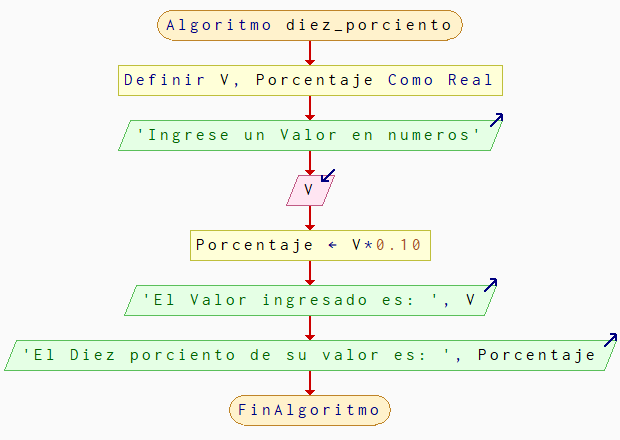 Algoritmo diez_porciento
Definir V, Porcentaje Como Real
'Ingrese un Valor en numeros'
V
Porcentaje ← V*0.10
'El Valor ingresado es: ', V
'El Diez porciento de su valor es: ', Porcentaje
FinAlgoritmo